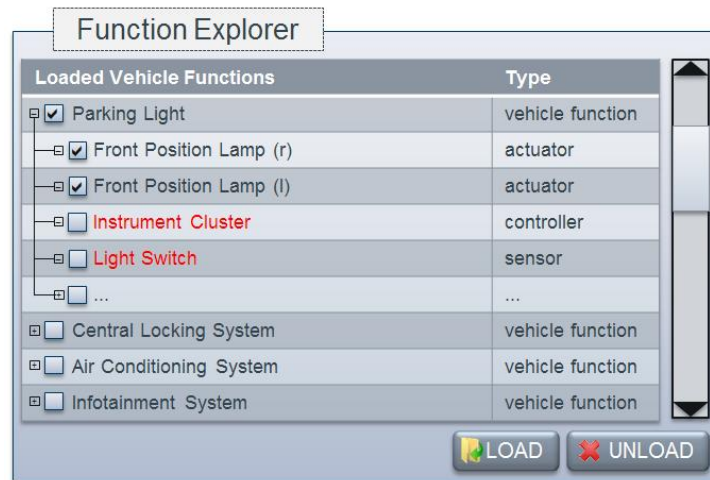 Function Explorer
Loaded Vehicle Functions Type
Parking Light vehicle function
Front Position Lamp (r) actuator
Front Position Lamp (l) actuator
Instrument Cluster controller
Light Switch sensor
... ...
Central Locking System vehicle function
Air Conditioning System vehicle function
Infotainment System vehicle function
LOAD UNLOAD